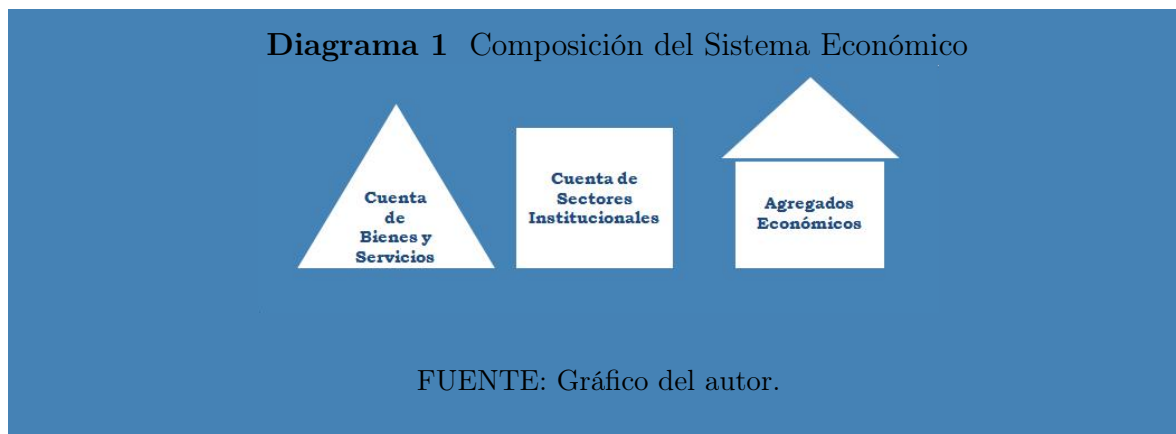 Diagrama 1 Composición del Sistema Económico
Cuenta
de
Bienes y
Servicios
Cuenta de
Sectores
Institucionales
Agregados
Económicos
FUENTE: Gráfico del autor.